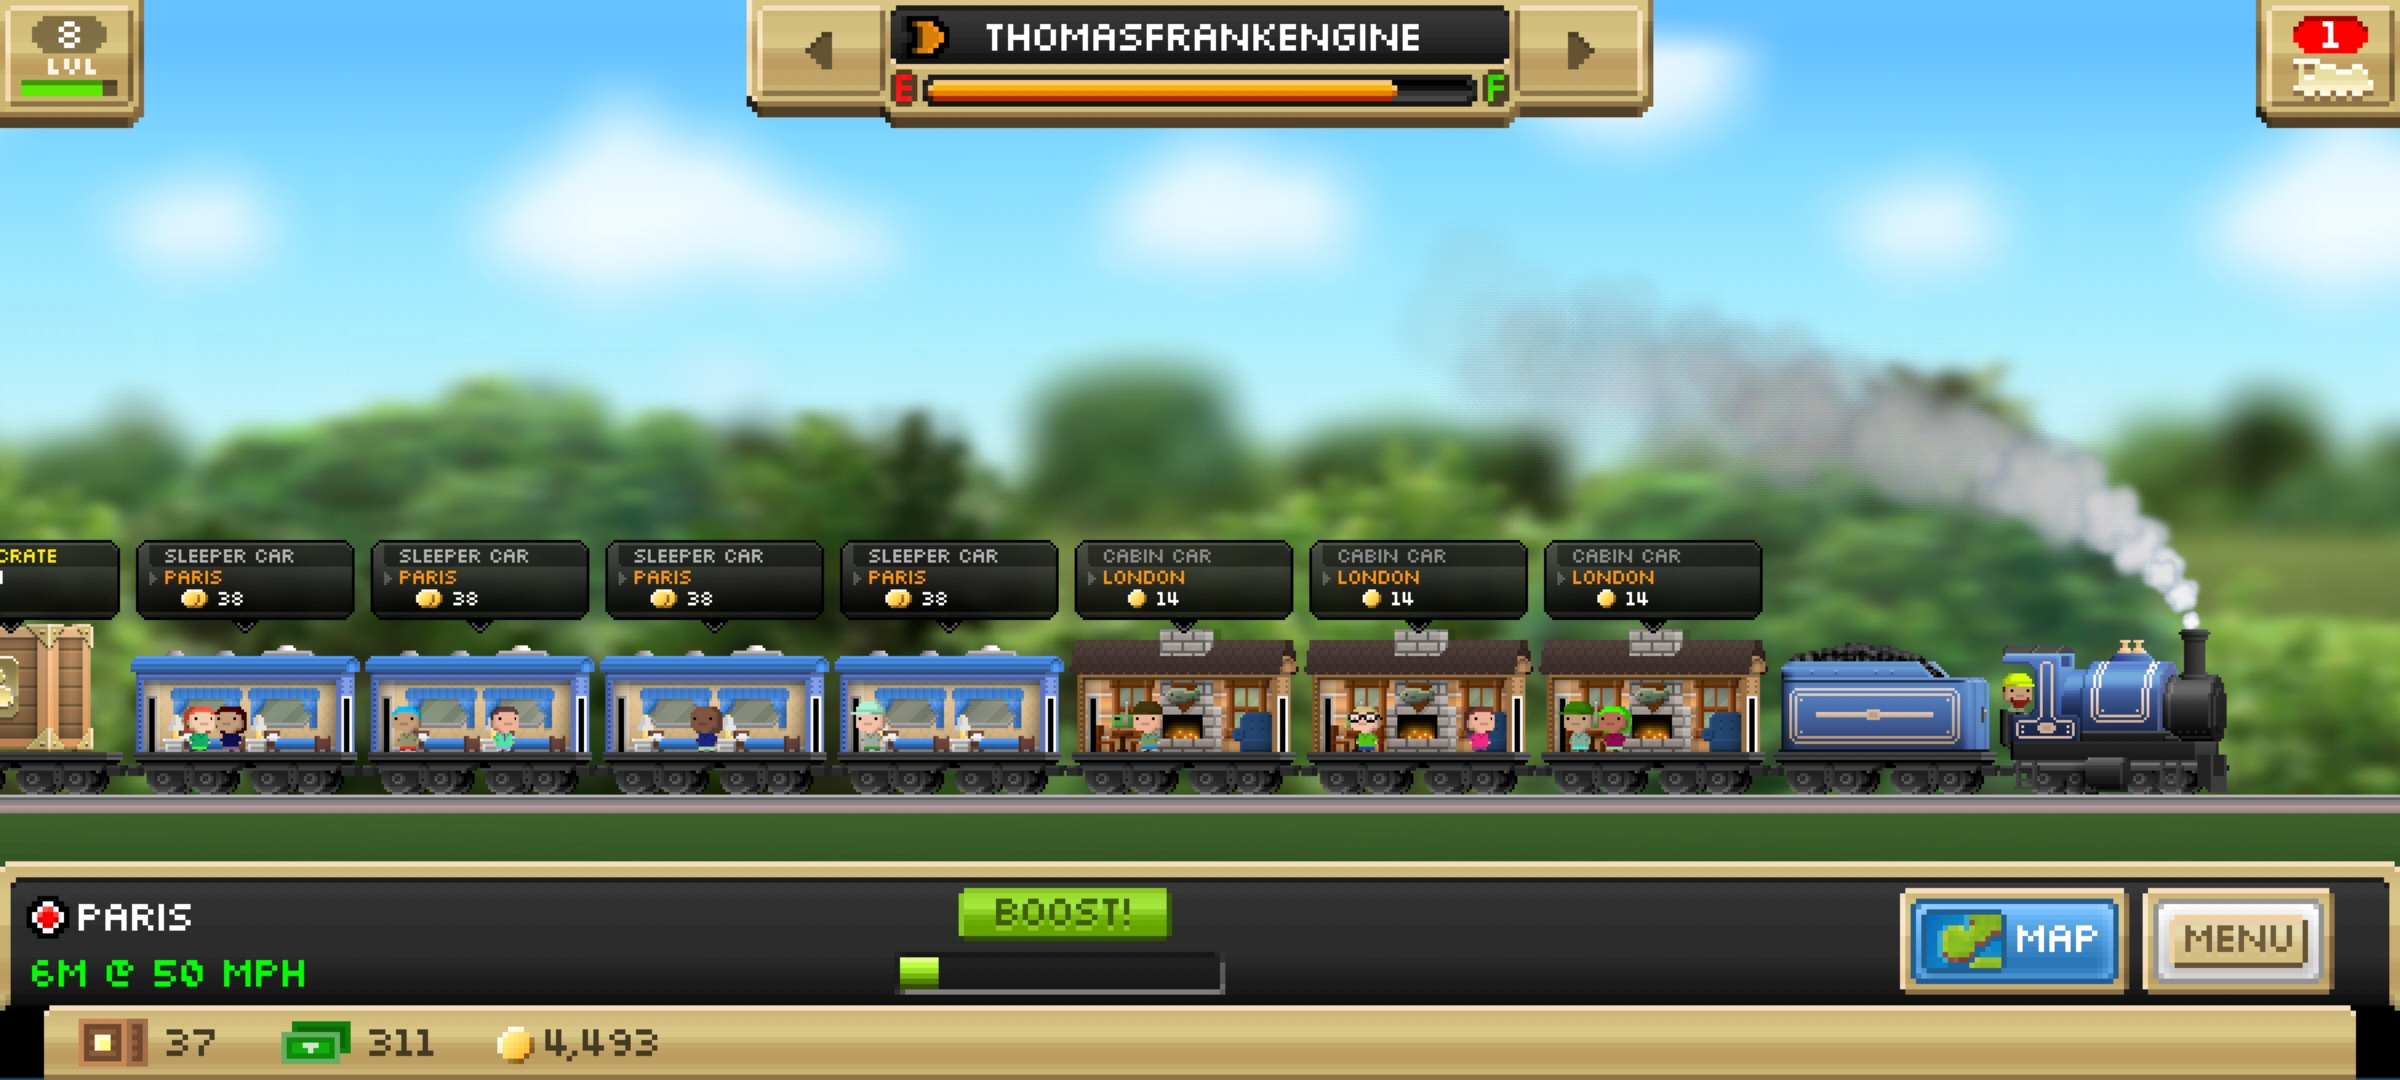 8
LVL
THOMASFRANKENGINE
E F
1
CRATE
SLEEPER CAR
PARIS
38
SLEEPER CAR
PARIS
38
SLEEPER CAR
PARIS
38
SLEEPER CAR
PARIS
38
CABIN CAR
LONDON
14
CABIN CAR
LONDON
14
CABIN CAR
LONDON
14
PARIS
6M @ 50 MPH
BOOST!
MAP
MENU
37
311
4,493